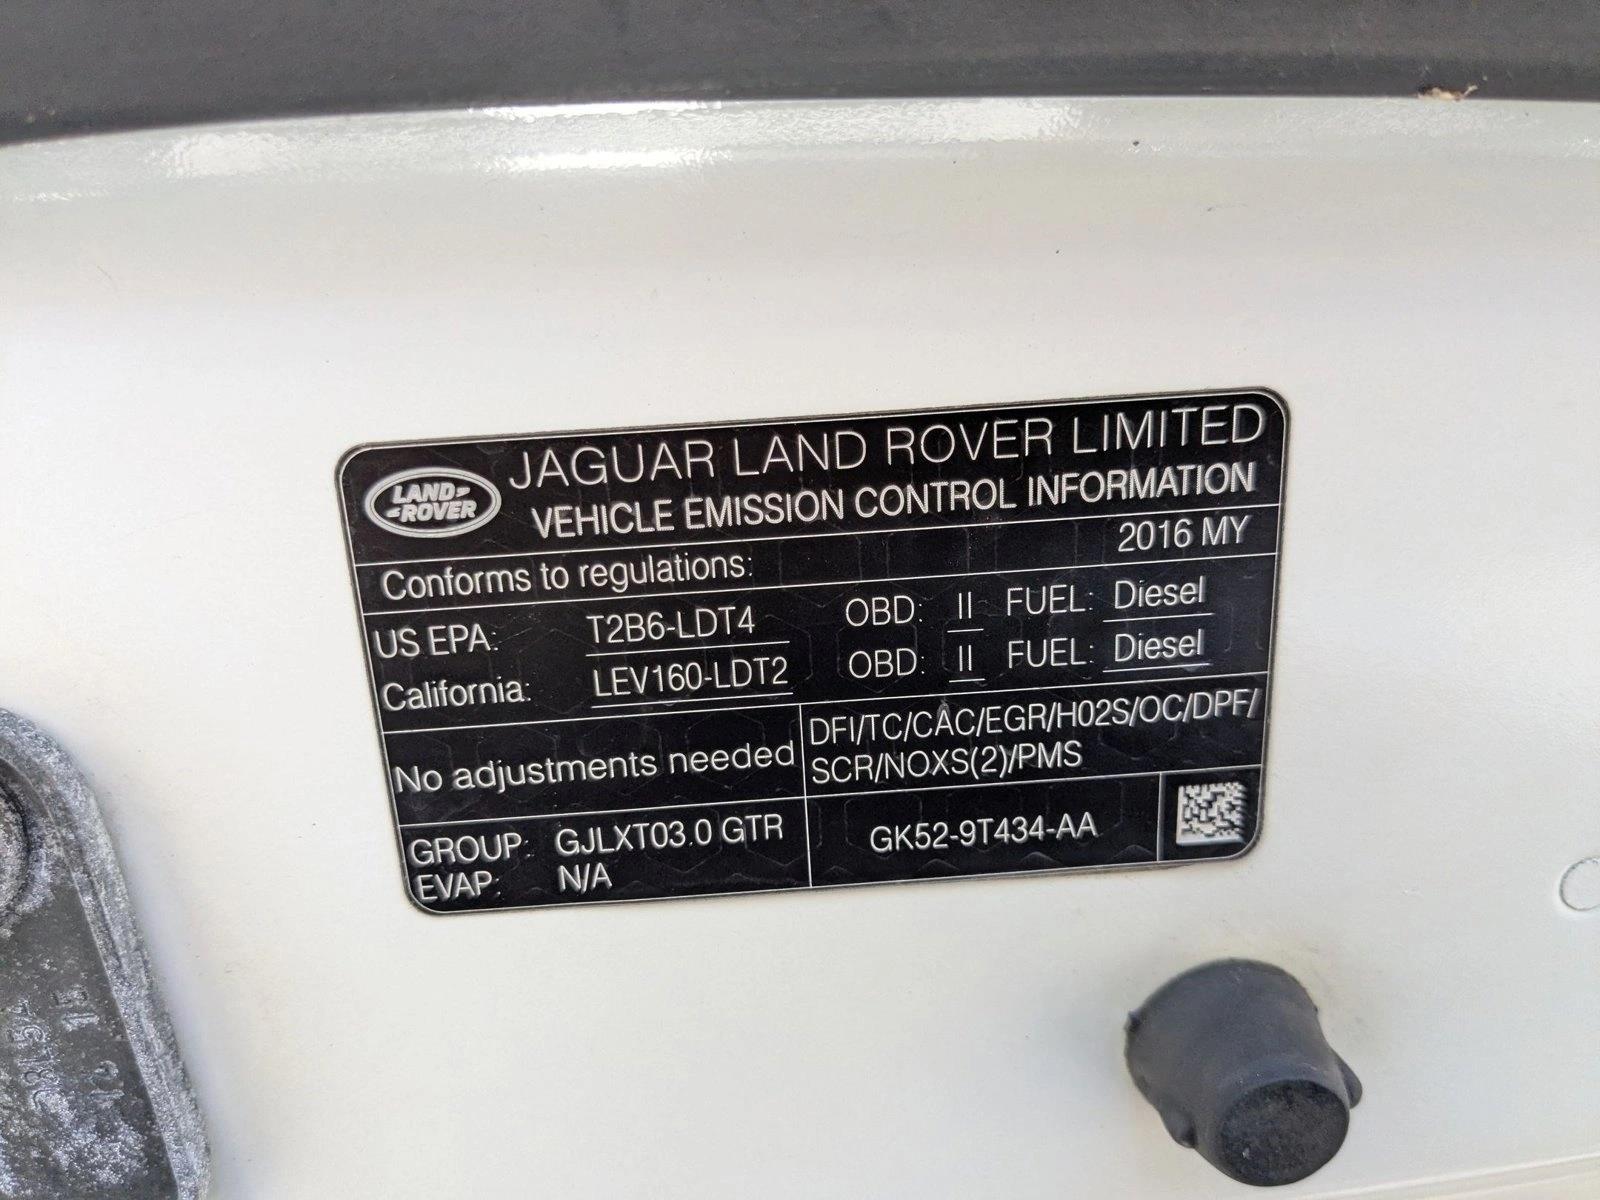 LAND-
-ROVER
JAGUAR LAND ROVER LIMITED
VEHICLE EMISSION CONTROL INFORMATION
2016 MY
Conforms to regulations:
US EPA: T2B6-LDT4 OBD: II FUEL: Diesel
California: LEV160-LDT2 OBD: II FUEL: Diesel
No adjustments needed
DFI/TC/CAC/EGR/H02S/OC/DPF/
SCR/NOXS(2)/PMS
GROUP: GJLXT03.0 GTR
EVAP: N/A
GK52-9T434-AA